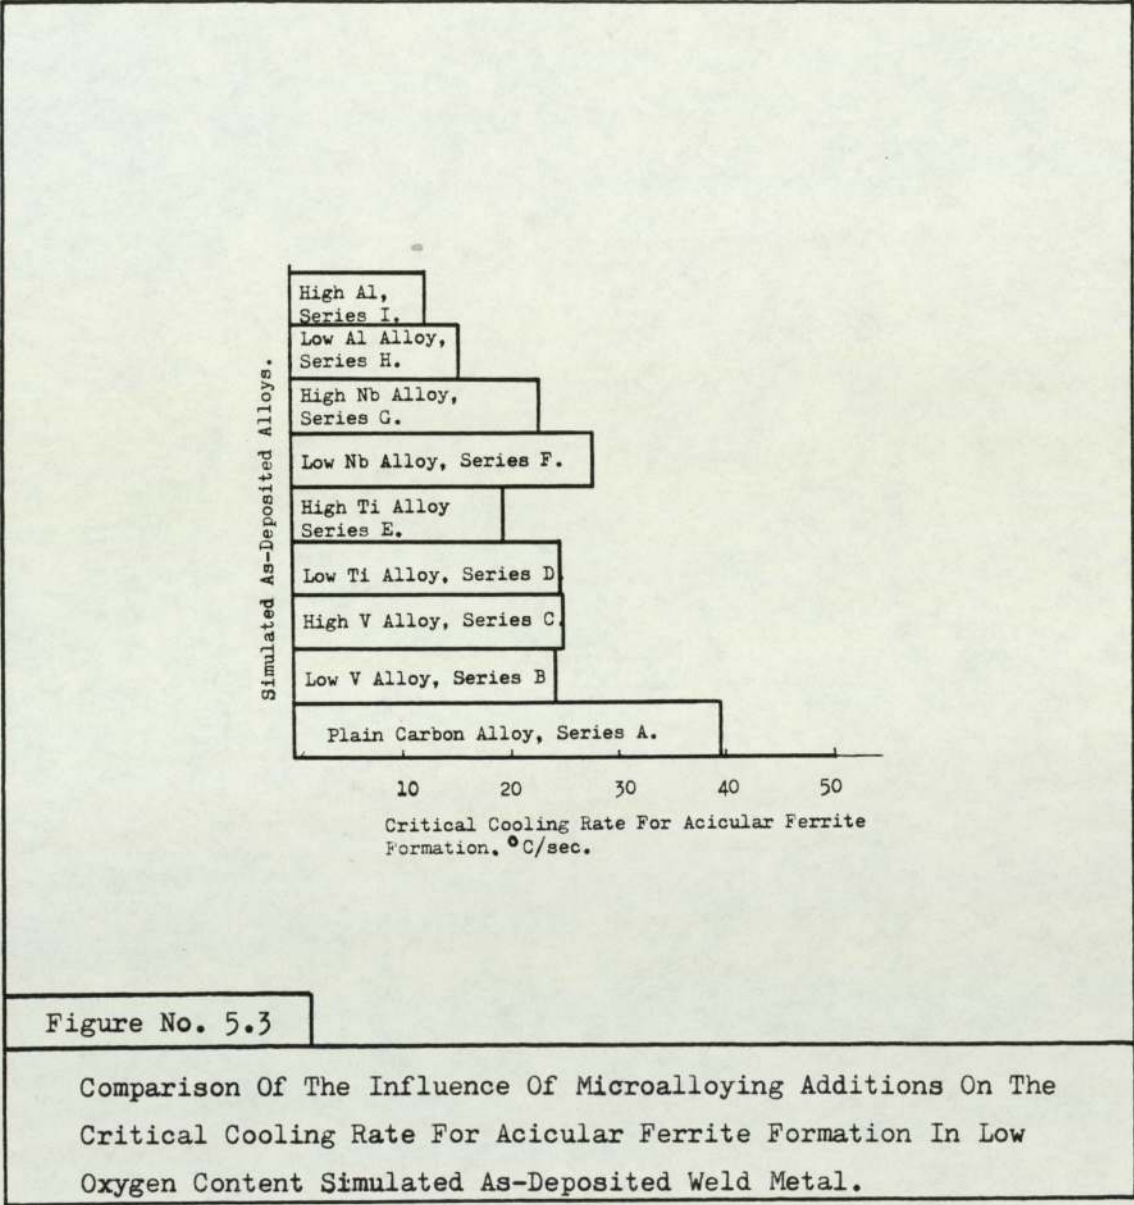 High Al,
Series I.
Low Al Alloy,
Series H.
High Nb Alloy,
Series G.
Low Nb Alloy, Series F.
High Ti Alloy
Series E.
Low Ti Alloy, Series D
High V Alloy, Series C.
Low V Alloy, Series B
Plain Carbon Alloy, Series A.
Simulated As-Deposited Alloys.
10 20 30 40 50
Critical Cooling Rate For Acicular Ferrite
Formation. °C/sec.
Figure No. 5.3
Comparison Of The Influence Of Microalloying Additions On The
Critical Cooling Rate For Acicular Ferrite Formation In Low
Oxygen Content Simulated As-Deposited Weld Metal.